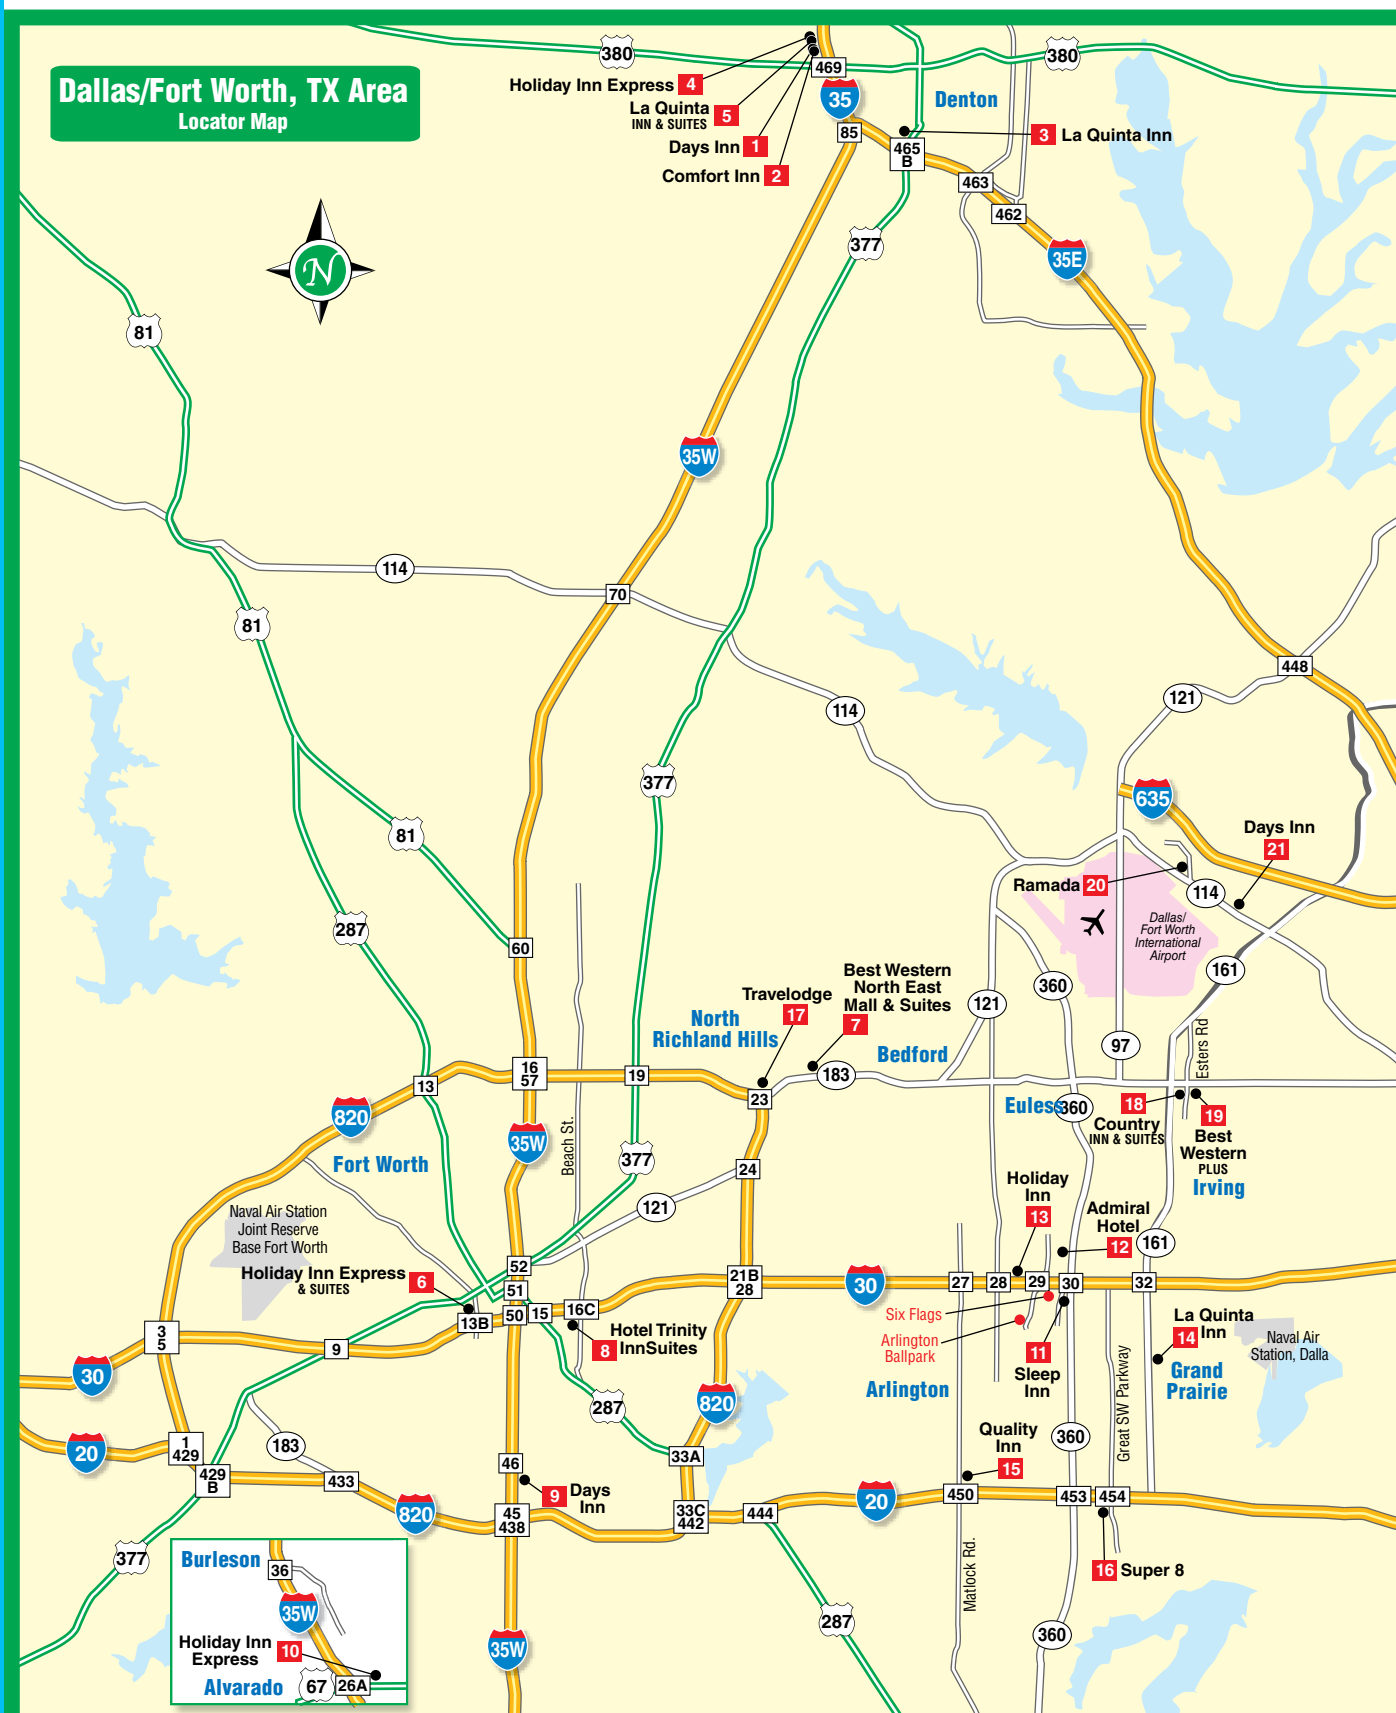 Dallas/Fort Worth, TX Area
Locator Map
N
380
380
469
35
Denton
Holiday Inn Express 4
La Quinta 5
INN & SUITES
Days Inn 1
Comfort Inn 2
85
465
B
3 La Quinta Inn
463
462
377
35E
81
35W
114
70
81
448
121
114
377
635
81
Days Inn
21
Ramada 20
114
Dallas/
Fort Worth
International
Airport
287
60
161
Best Western
North East
Mall & Suites
7
Travelodge
17
360
121
North
Richland Hills
Bedford
97
Esters Rd
16
57
19
13
183
23
820
Euless
360
18
Country
INN & SUITES
19
Best
Western
PLUS
Irving
35W
Beach St.
377
Fort Worth
24
121
Holiday
Inn
13
Admiral
Hotel
12
161
Naval Air Station
Joint Reserve
Base Fort Worth
Holiday Inn Express 6
& SUITES
52
51
50
15
16C
13B
21B
28
30
27
28
29
30
32
Six Flags
Arlington
Ballpark
Hotel Trinity
8 InnSuites
11
Sleep
Inn
La Quinta
14 Inn
Grand
Prairie
Naval Air
Station, Dalla
3
5
9
30
Arlington
Great SW Parkway
287
820
183
20
1
429
429
B
433
46
33A
Quality
Inn
15
360
9 Days
Inn
820
45
438
33C
442
444
20
450
453
454
377
Matlock Rd.
16 Super 8
287
360
35W
Burleson
36
35W
Holiday Inn
Express 10
Alvarado
67
26A